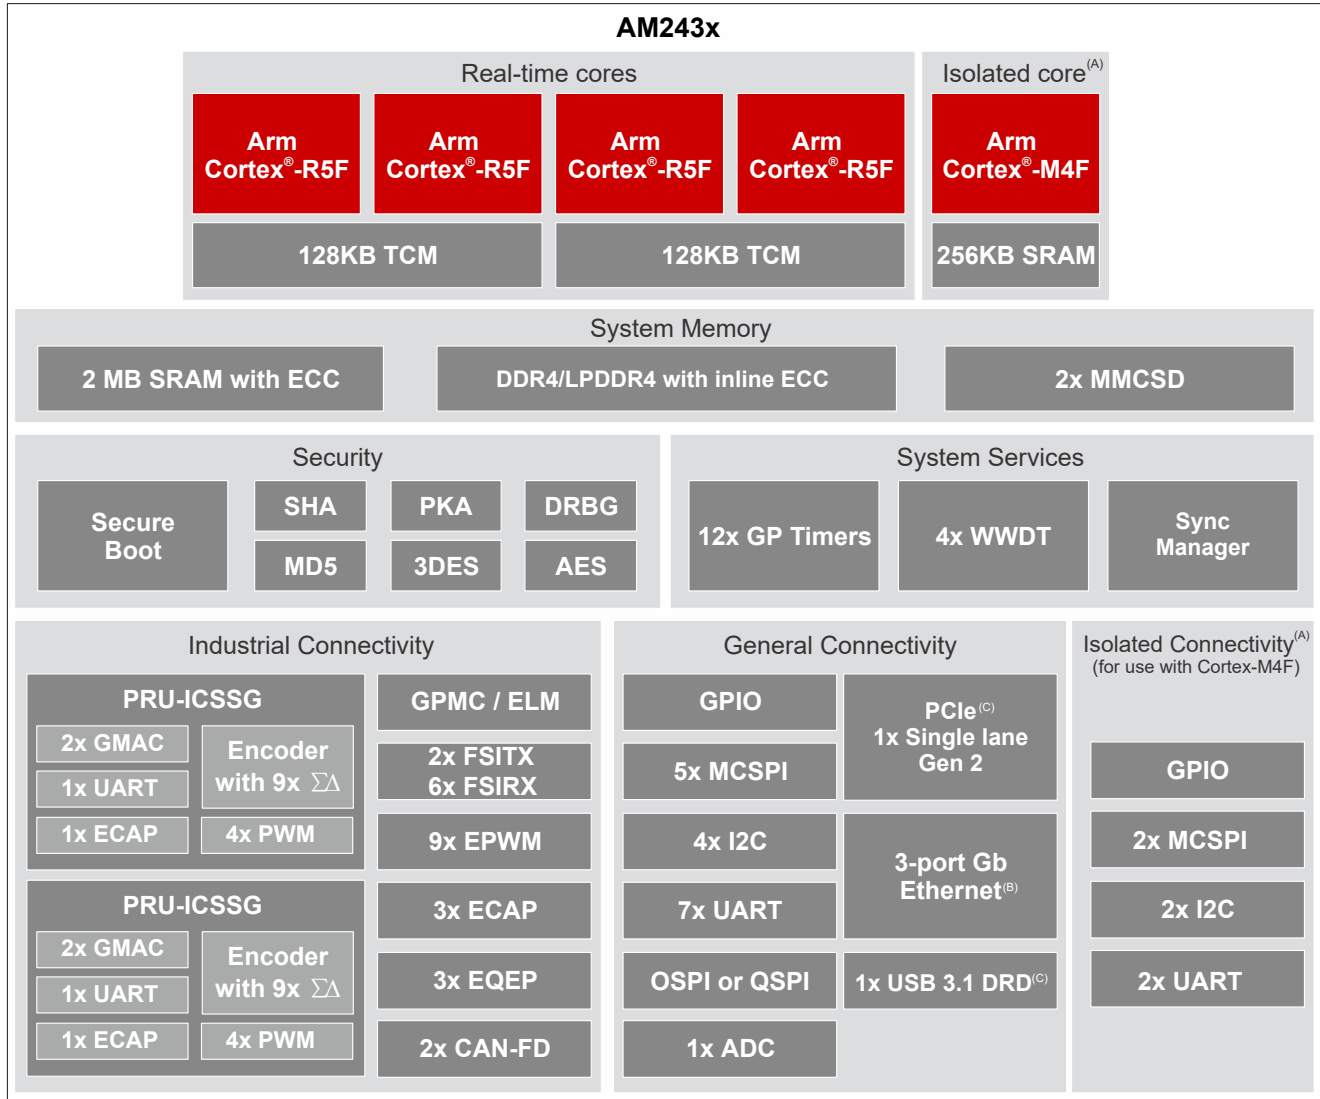 AM243x
Real-time cores
Arm
Cortex®-R5F
Arm
Cortex®-R5F
Arm
Cortex®-R5F
Arm
Cortex®-R5F
128KB TCM
128KB TCM
Isolated core(A)
Arm
Cortex®-M4F
256KB SRAM
System Memory
2 MB SRAM with ECC
DDR4/LPDDR4 with inline ECC
2x MMCSD
Security
Secure
Boot
SHA
PKA
DRBG
MD5
3DES
AES
System Services
12x GP Timers
4x WWDT
Sync
Manager
Industrial Connectivity
PRU-ICSSG
2x GMAC
1x UART
1x ECAP
Encoder
with 9x ΣΔ
4x PWM
PRU-ICSSG
2x GMAC
1x UART
1x ECAP
Encoder
with 9x ΣΔ
4x PWM
GPMC / ELM
2x FSITX
6x FSIRX
9x EPWM
3x ECAP
3x EQEP
2x CAN-FD
General Connectivity
GPIO
5x MCSPI
4x I2C
7x UART
OSPI or QSPI
1x ADC
PCIe(C)
1x Single lane
Gen 2
3-port Gb
Ethernet(B)
1x USB 3.1 DRD(C)
Isolated Connectivity(A)
(for use with Cortex-M4F)
GPIO
2x MCSPI
2x I2C
2x UART